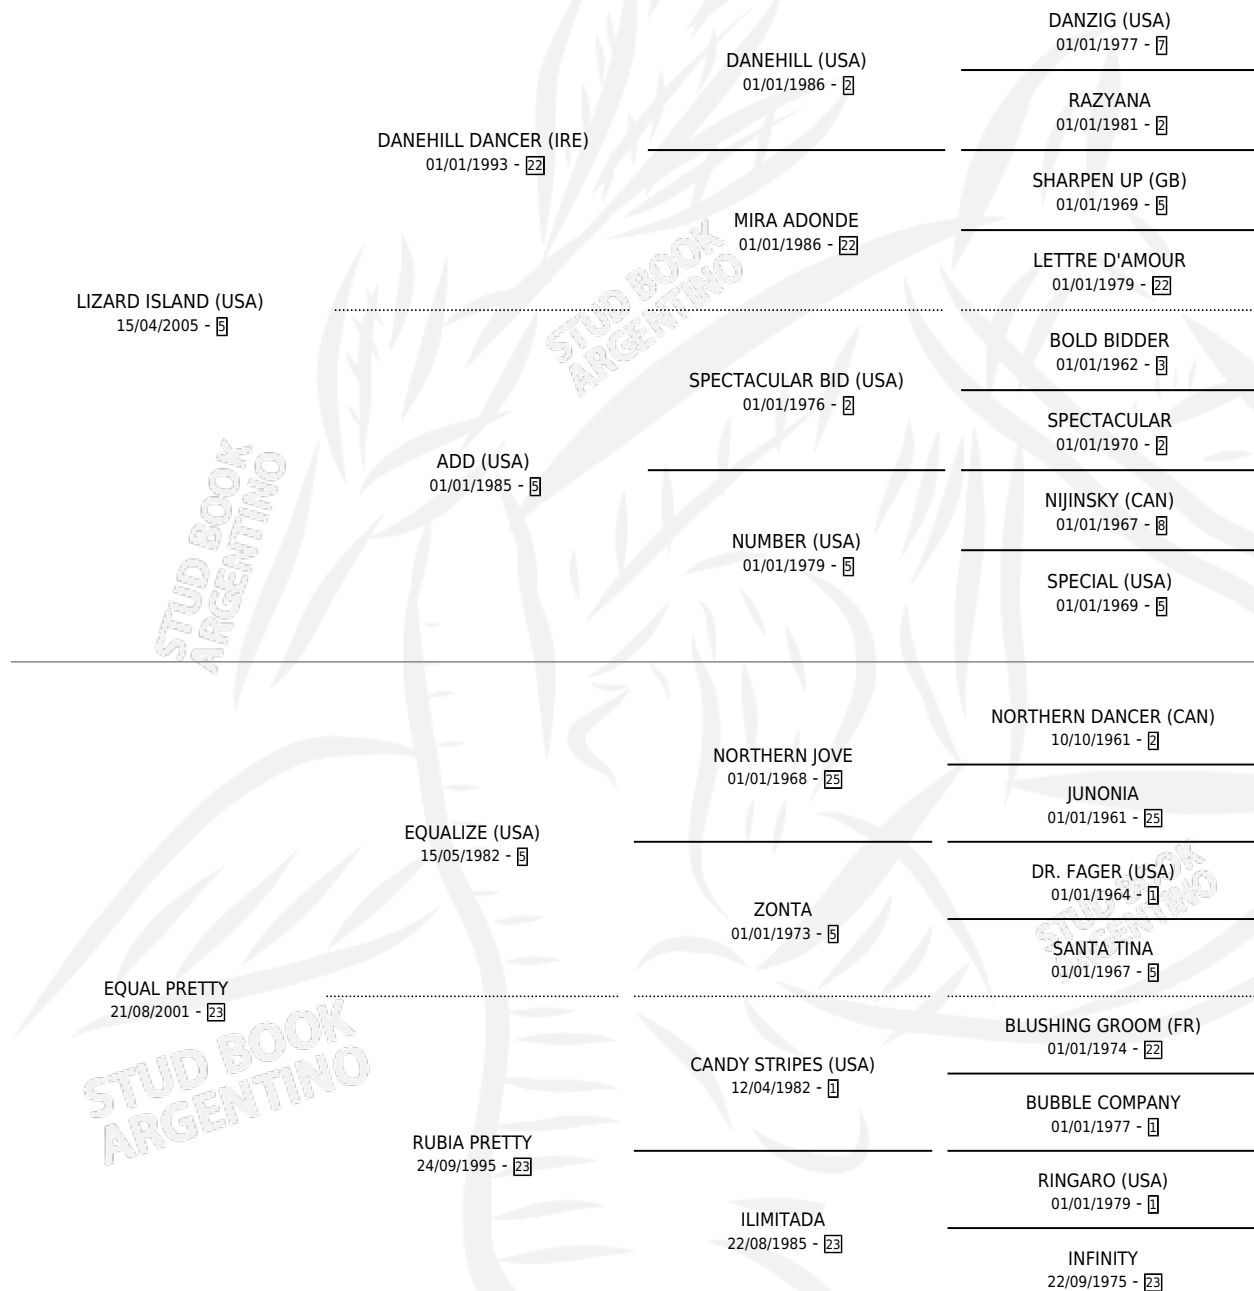 DANZIG (USA)
01/01/1977 - 7
DANEHILL (USA)
01/01/1986 - 2
RAZYANA
01/01/1981 - 2
DANEHILL DANCER (IRE)
01/01/1993 - 22
SHARPEN UP (GB)
01/01/1969 - 5
MIRA ADONDE
01/01/1986 - 22
LETTRE D'AMOUR
01/01/1979 - 22
LIZARD ISLAND (USA)
15/04/2005 - 5
STUD BOOK
ARGENTINO
BOLD BIDDER
01/01/1962 - 3
SPECTACULAR BID (USA)
01/01/1976 - 2
SPECTACULAR
01/01/1970 - 2
ADD (USA)
01/01/1985 - 5
NIJINSKY (CAN)
01/01/1967 - 8
NUMBER (USA)
01/01/1979 - 5
SPECIAL (USA)
01/01/1969 - 5
STUD BOOK
ARGENTINO
NORTHERN DANCER (CAN)
10/10/1961 - 2
NORTHERN JOVE
01/01/1968 - 25
JUNONIA
01/01/1961 - 25
EQUALIZE (USA)
15/05/1982 - 5
DR. FAGER (USA)
01/01/1964 - 1
STUD BOOK
ARGENTINO
ZONTA
01/01/1973 - 5
SANTA TINA
01/01/1967 - 5
EQUAL PRETTY
21/08/2001 - 23
STUD BOOK
ARGENTINO
BLUSHING GROOM (FR)
01/01/1974 - 22
CANDY STRIPES (USA)
12/04/1982 - 1
BUBBLE COMPANY
01/01/1977 - 1
RUBIA PRETTY
24/09/1995 - 23
RINGARO (USA)
01/01/1979 - 1
ILIMITADA
22/08/1985 - 23
INFINITY
22/09/1975 - 23